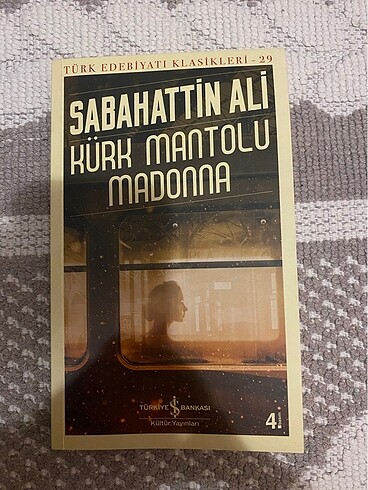 TÜRK EDEBİYATI KLASİKLERİ - 29
SABAHATTİN ALİ
KÜRK MANTOLU
MADONNA
TÜRKİYE İŞ BANKASI
Kültür Yayınları
4